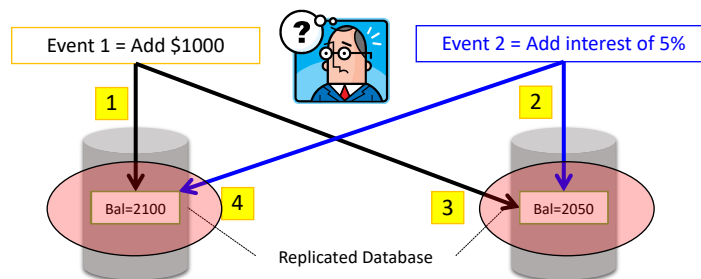 ?
Event 1 = Add $1000
Event 2 = Add interest of 5%
1
2
Bal=2100
4
3
Bal=2050
Replicated Database